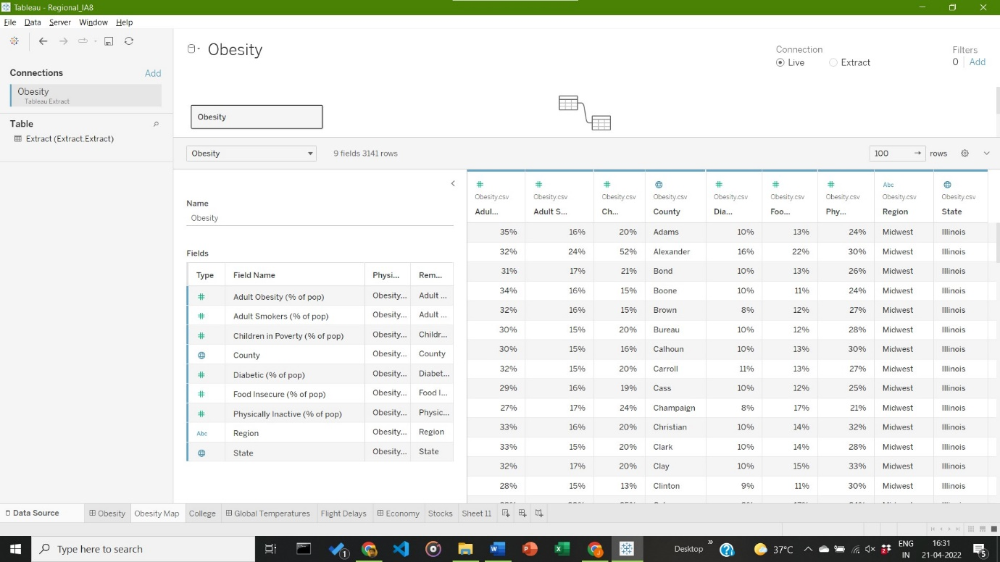 Tableau - Regional_IA8
File Data Server Window Help
Connections Add
Obesity
Tableau Extract
Table
Extract (Extract.Extract)
Obesity
Connection
Live Extract
Filters
0 Add
Obesity
Obesity 9 fields 3141 rows 100 rows
Name
Obesity
Fields
Type Field Name Physi... Rem...
Adult Obesity (% of pop) Obesity... Adult ...
Adult Smokers (% of pop) Obesity... Adult ...
Children in Poverty (% of pop) Obesity... Childr...
County Obesity... County
Diabetic (% of pop) Obesity... Diabet...
Food Insecure (% of pop) Obesity... Food I...
Physically Inactive (% of pop) Obesity... Physic...
Abc Region Obesity... Region
State Obesity... State
Abc
Obesity.csv Obesity.csv Obesity.csv Obesity.csv Obesity.csv Obesity.csv Obesity.csv Obesity.csv Obesity.csv
Adul... Adult S... Ch... County Dia... Foo... Phy... Region State
35% 16% 20% Adams 10% 13% 24% Midwest Illinois
32% 24% 52% Alexander 16% 22% 30% Midwest Illinois
31% 17% 21% Bond 10% 13% 26% Midwest Illinois
34% 16% 15% Boone 10% 11% 24% Midwest Illinois
32% 16% 15% Brown 8% 12% 27% Midwest Illinois
30% 15% 20% Bureau 10% 12% 28% Midwest Illinois
30% 15% 16% Calhoun 10% 13% 30% Midwest Illinois
32% 15% 20% Carroll 11% 13% 27% Midwest Illinois
29% 16% 19% Cass 10% 12% 25% Midwest Illinois
27% 17% 24% Champaign 8% 17% 21% Midwest Illinois
33% 16% 20% Christian 10% 14% 32% Midwest Illinois
33% 15% 20% Clark 10% 14% 28% Midwest Illinois
32% 17% 20% Clay 10% 15% 33% Midwest Illinois
28% 15% 13% Clinton 9% 11% 30% Midwest Illinois
Data Source Obesity Obesity Map College Global Temperatures Flight Delays Economy Stocks Sheet 11
Type here to search
1
Desktop
37°C
ENG
IN
16:31
21-04-2022
5